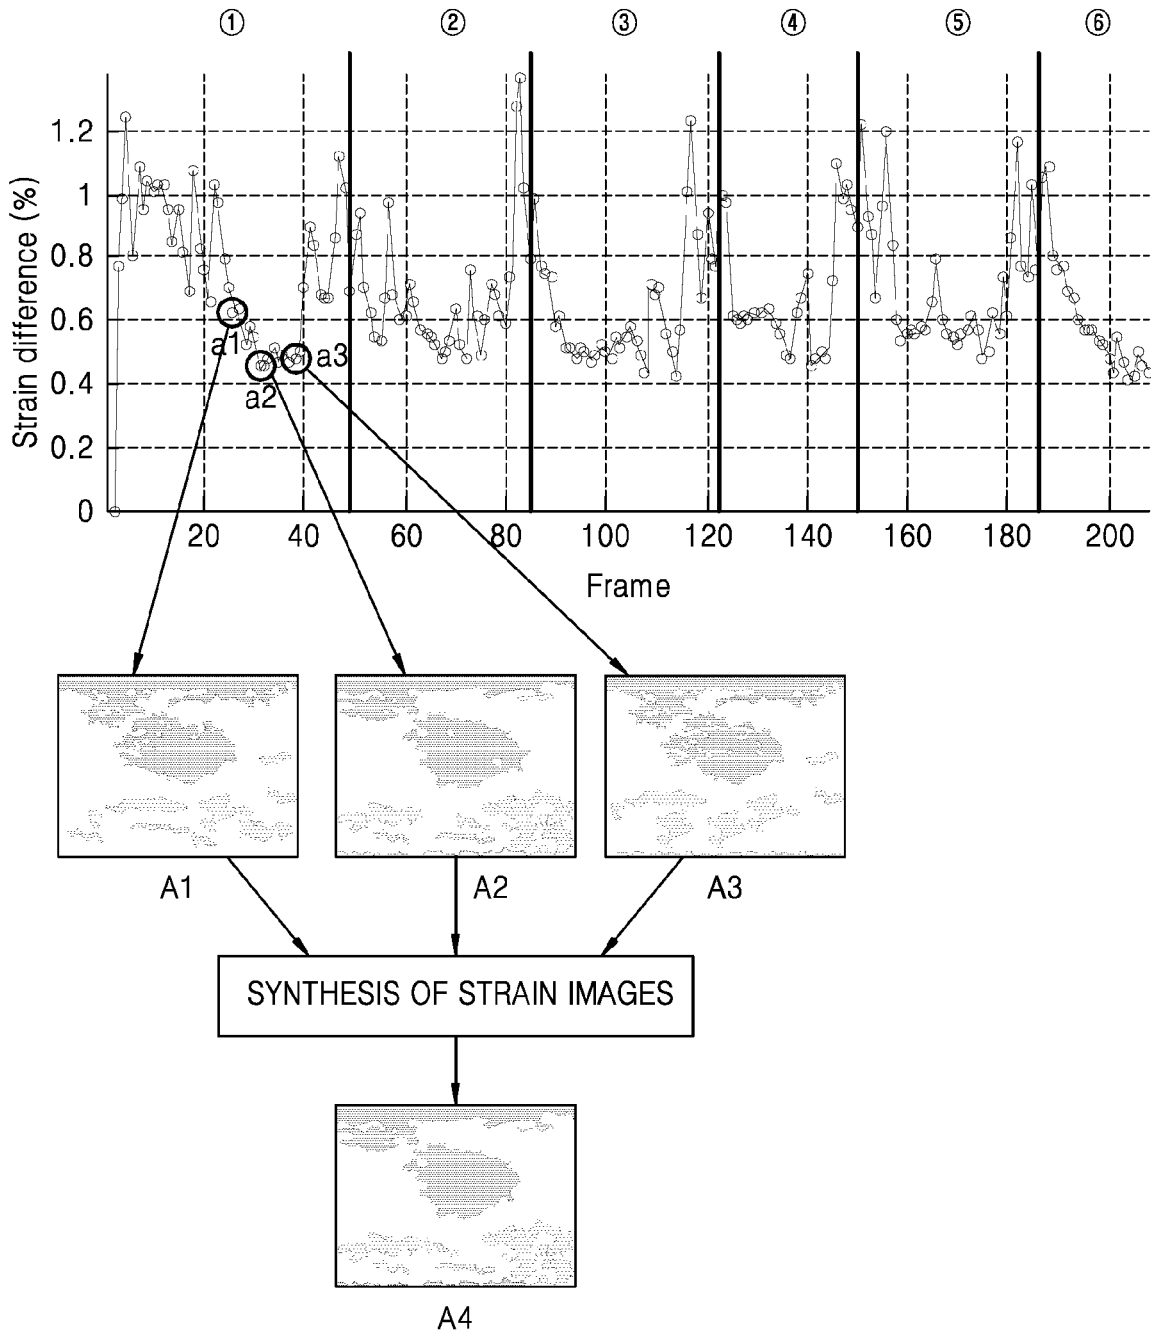 ① ② ③ ④ ⑤ ⑥
1.2
1
0.8
0.6
0.4
0.2
0
Strain difference (%)
a1
a2
a3
20 40 60 80 100 120 140 160 180 200
Frame
A1 A2 A3
SYNTHESIS OF STRAIN IMAGES
A4